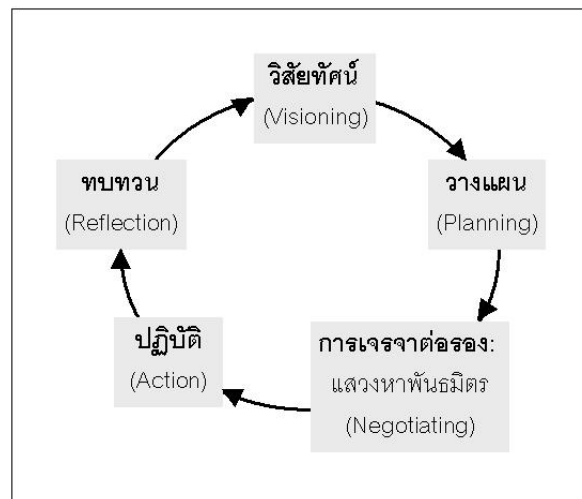 วิสัยทัศน์
(Visioning)
วางแผน
(Planning)
การเจรจาต่อรอง:
แสวงหาพันธมิตร
(Negotiating)
ปฏิบัติ
(Action)
ทบทวน
(Reflection)